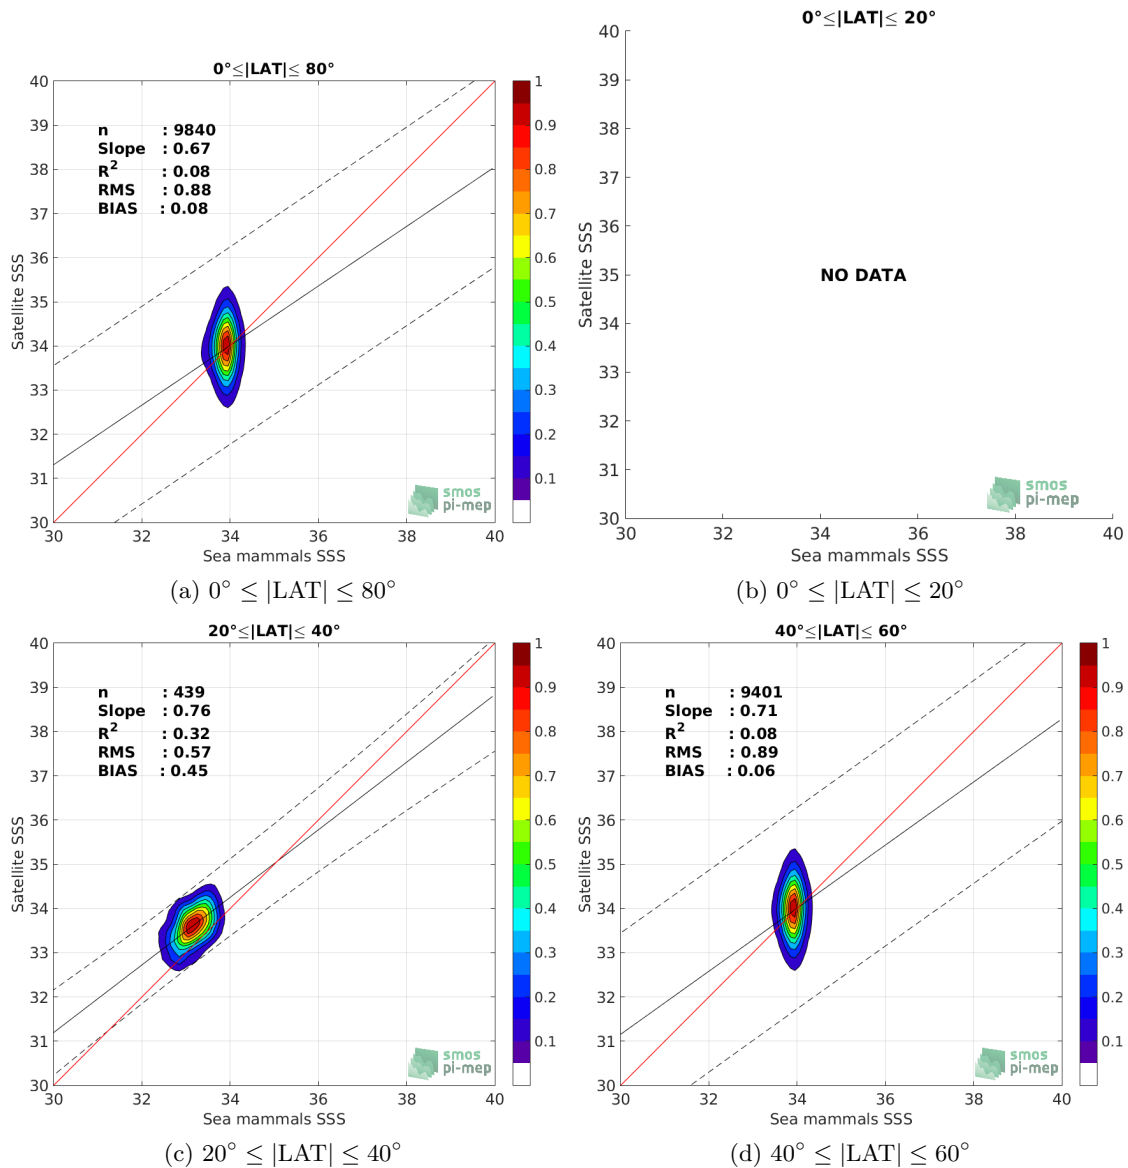 0°≤|LAT|≤ 80°
40
39
38
37
36
35
34
33
32
31
30
Satellite SSS
n : 9840
Slope : 0.67
R² : 0.08
RMS : 0.88
BIAS : 0.08
smos
pi-mep
30 32 34 36 38 40
Sea mammals SSS
1
0.9
0.8
0.7
0.6
0.5
0.4
0.3
0.2
0.1
(a) 0° ≤ |LAT| ≤ 80°
0°≤|LAT|≤ 20°
40
39
38
37
36
35
34
33
32
31
30
Satellite SSS
NO DATA
smos
pi-mep
30 32 34 36 38 40
Sea mammals SSS
(b) 0° ≤ |LAT| ≤ 20°
20°≤|LAT|≤ 40°
40
39
38
37
36
35
34
33
32
31
30
Satellite SSS
n : 439
Slope : 0.76
R² : 0.32
RMS : 0.57
BIAS : 0.45
smos
pi-mep
30 32 34 36 38 40
Sea mammals SSS
1
0.9
0.8
0.7
0.6
0.5
0.4
0.3
0.2
0.1
(c) 20° ≤ |LAT| ≤ 40°
40°≤|LAT|≤ 60°
40
39
38
37
36
35
34
33
32
31
30
Satellite SSS
n : 9401
Slope : 0.71
R² : 0.08
RMS : 0.89
BIAS : 0.06
smos
pi-mep
30 32 34 36 38 40
Sea mammals SSS
1
0.9
0.8
0.7
0.6
0.5
0.4
0.3
0.2
0.1
(d) 40° ≤ |LAT| ≤ 60°